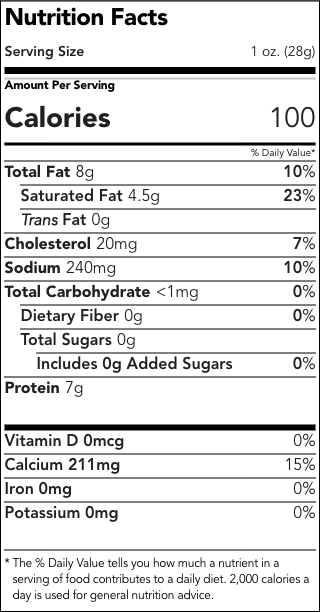 Nutrition Facts
Serving Size 1 oz. (28g)
Amount Per Serving
Calories 100
% Daily Value*
Total Fat 8g 10%
Saturated Fat 4.5g 23%
Trans Fat 0g
Cholesterol 20mg 7%
Sodium 240mg 10%
Total Carbohydrate <1mg 0%
Dietary Fiber 0g 0%
Total Sugars 0g
Includes 0g Added Sugars 0%
Protein 7g
Vitamin D 0mcg 0%
Calcium 211mg 15%
Iron 0mg 0%
Potassium 0mg 0%
* The % Daily Value tells you how much a nutrient in a
serving of food contributes to a daily diet. 2,000 calories a
day is used for general nutrition advice.